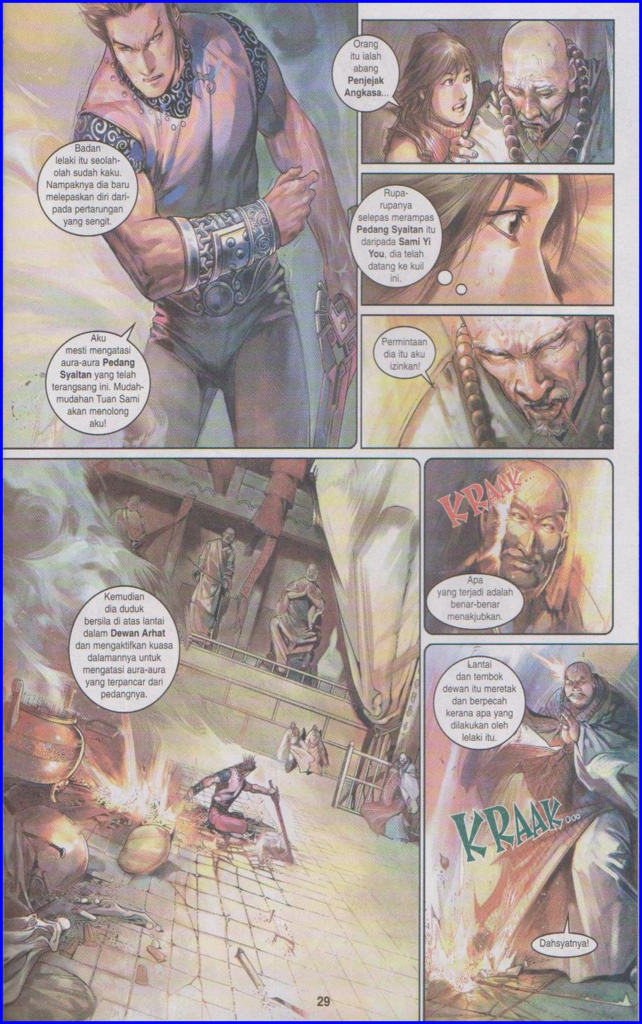 Badan
lelaki itu seolah-
olah sudah kaku.
Nampaknya dia baru
melepaskan diri dari-
pada pertarungan
yang sengit.
Aku
mesti mengatasi
aura-aura Pedang
Syaitan yang telah
terangsang ini. Mudah-
mudahan Tuan Sami
akan menolong
aku!
Orang
itu ialah
abang
Penjejak
Angkasa...
Rupa-
rupanya
selepas merampas
Pedang Syaitan itu
daripada Sami Yi
You, dia telah
datang ke kuil
ini.
Permintaan
dia itu aku
izinkan!
Kemudian
dia duduk
bersila di atas lantai
dalam Dewan Arhat
dan mengaktifkan kuasa
dalamannya untuk
mengatasi aura-aura
yang terpancar dari
pedangnya.
KRAAK...
Apa
yang terjadi adalah
benar-benar
menakjubkan.
Lantai
dan tembok
dewan itu meretak
dan berpecah
kerana apa yang
dilakukan oleh
lelaki itu.
KRAAK...
Dahsyatnya!
29